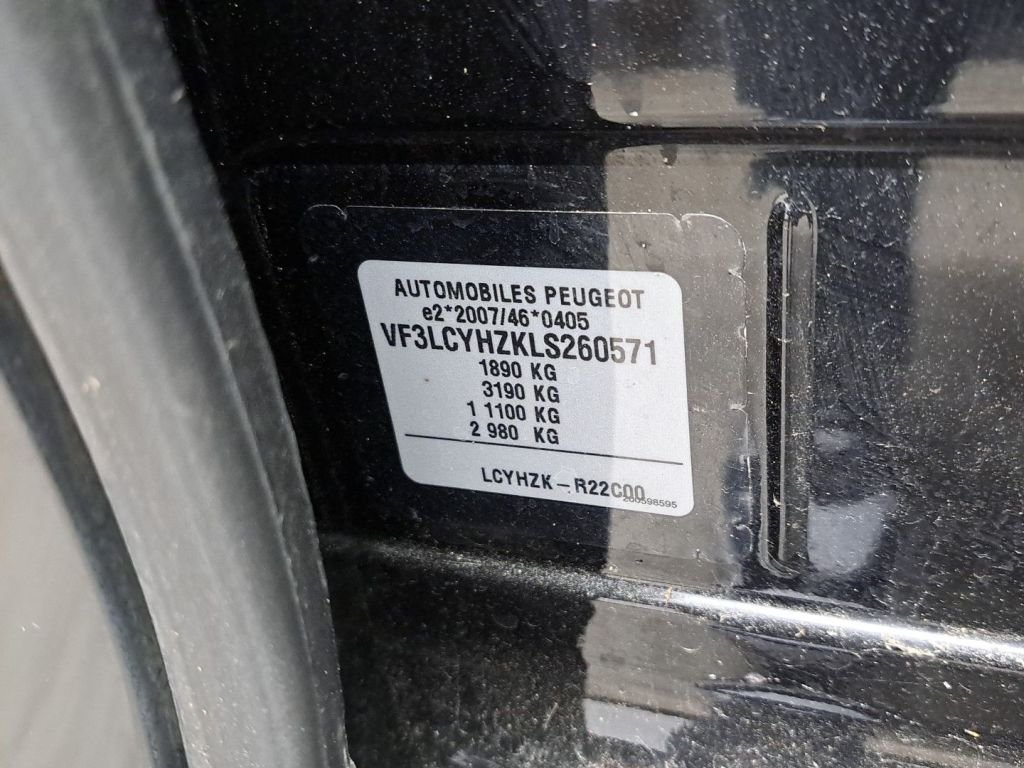 AUTOMOBILES PEUGEOT
e2*2007/46*0405
VF3LCYHZKLS260571
1890 KG
3190 KG
1 1100 KG
2 980 KG
LCYHZK - R22C00
200598595